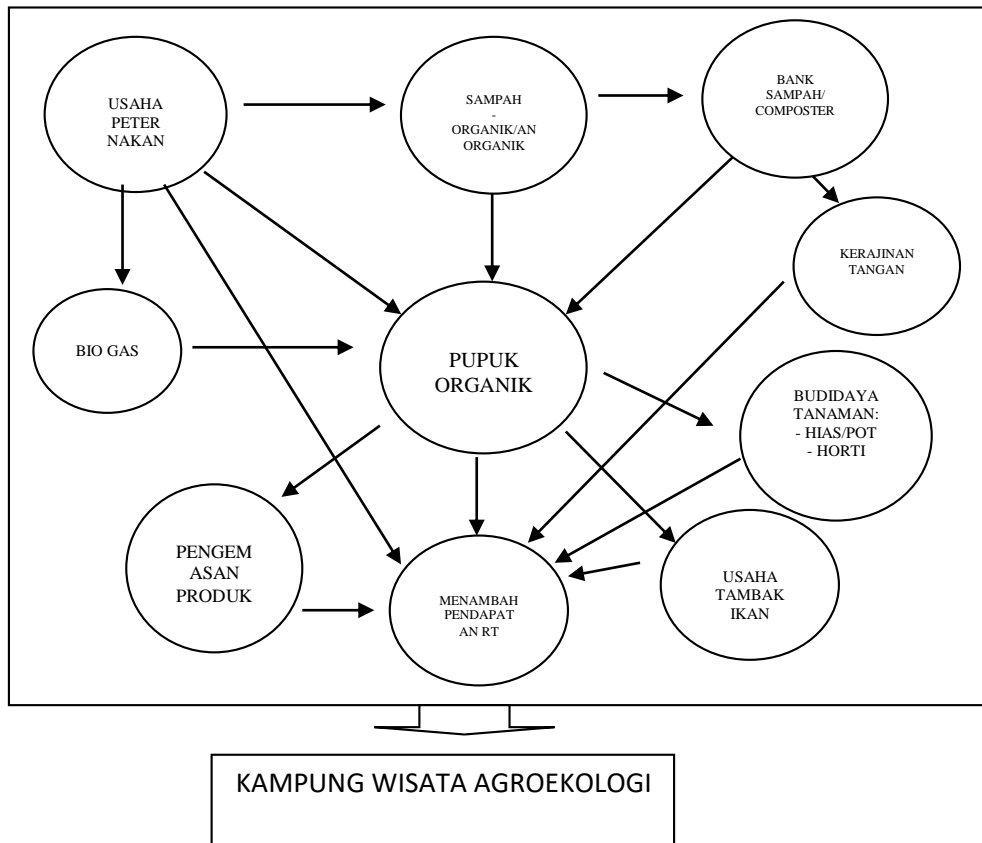 USAHA
PETER
NAKAN
SAMPAH
-
ORGANIK/AN
ORGANIK
BANK
SAMPAH/
COMPOSTER
KERAJINAN
TANGAN
BIO GAS
PUPUK
ORGANIK
BUDIDAYA
TANAMAN:
- HIAS/POT
- HORTI
PENGEM
ASAN
PRODUK
MENAMBAH
PENDAPAT
AN RT
USAHA
TAMBAK
IKAN
KAMPUNG WISATA AGROEKOLOGI